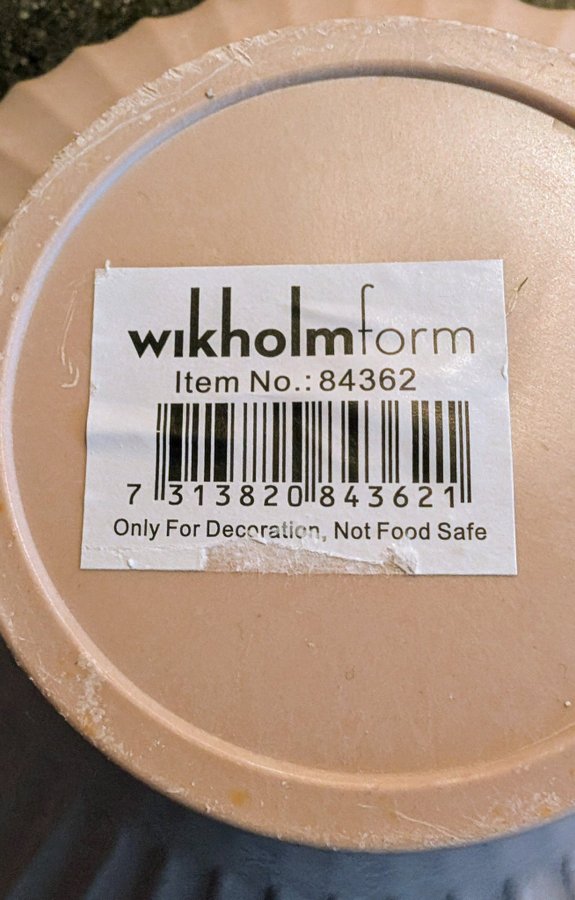 wikholmform
Item No.: 84362
7 313820 843621
Only For Decoration, Not Food Safe